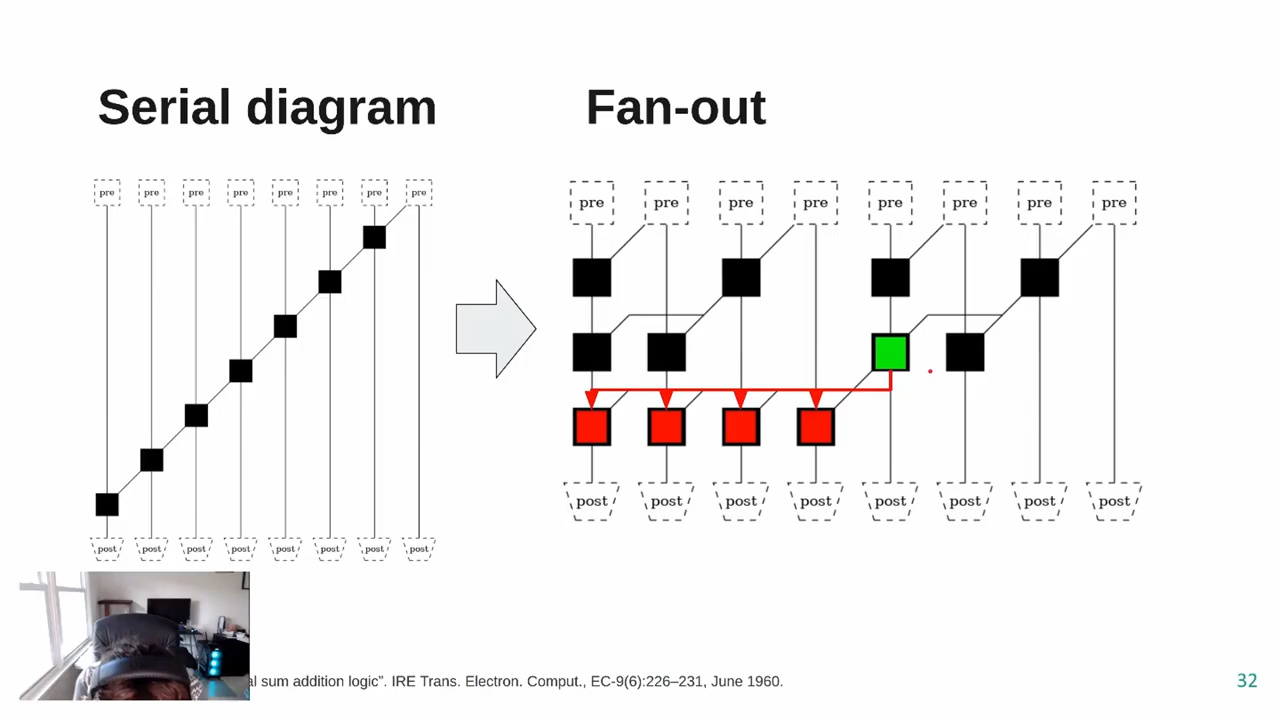 Serial diagram
Fan-out
pre pre pre pre pre pre pre pre
pre pre pre pre pre pre pre pre
post post post post post post post post
post post post post post post post post
sum addition logic”. IRE Trans. Electron. Comput., EC-9(6):226–231, June 1960.
32